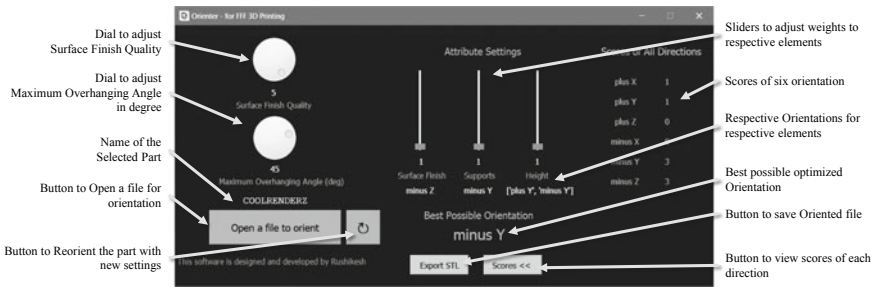 Dial to adjust
Surface Finish Quality
Dial to adjust
Maximum Overhanging Angle
in degree
Name of the
Selected Part
Button to Open a file for
orientation
Button to Reorient the part with
new settings
Orienter - for FFF 3D Printing
5
Surface Finish Quality
45
Maximum Overhanging Angle (deg)
COOLRENDERZ
Open a file to orient
This software is designed and developed by Rushikesh
Attribute Settings
1 1 1
Surface Finish Supports Height
minus Z minus Y ['plus Y', 'minus Y']
Best Possible Orientation
minus Y
Export STL Scores <<
Scores of All Directions
plus X 1
plus Y 1
plus Z 0
minus X
minus Y 3
minus Z 3
Sliders to adjust weights to
respective elements
Scores of six orientation
Respective Orientations for
respective elements
Best possible optimized
Orientation
Button to save Oriented file
Button to view scores of each
direction